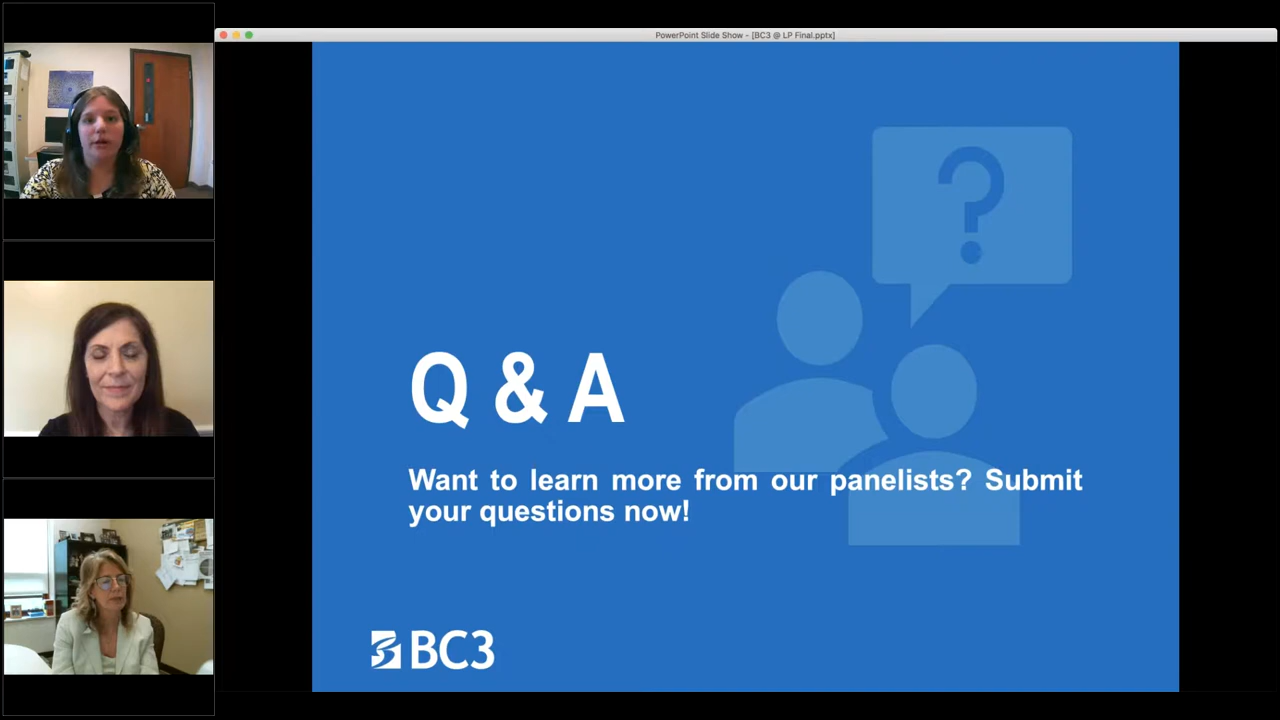 PowerPoint Slide Show - [BC3 @ LP Final.pptx]
?
Q & A
Want to learn more from our panelists? Submit
your questions now!
BC3